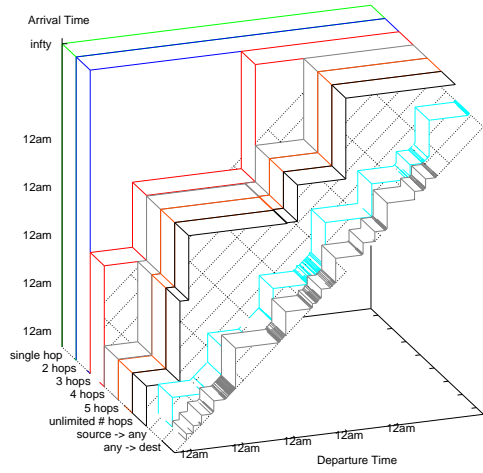 Arrival Time
infty
12am
12am
12am
12am
12am
single hop
2 hops
3 hops
4 hops
5 hops
unlimited # hops
source -> any
any -> dest
12am
12am
12am
12am
12am
Departure Time